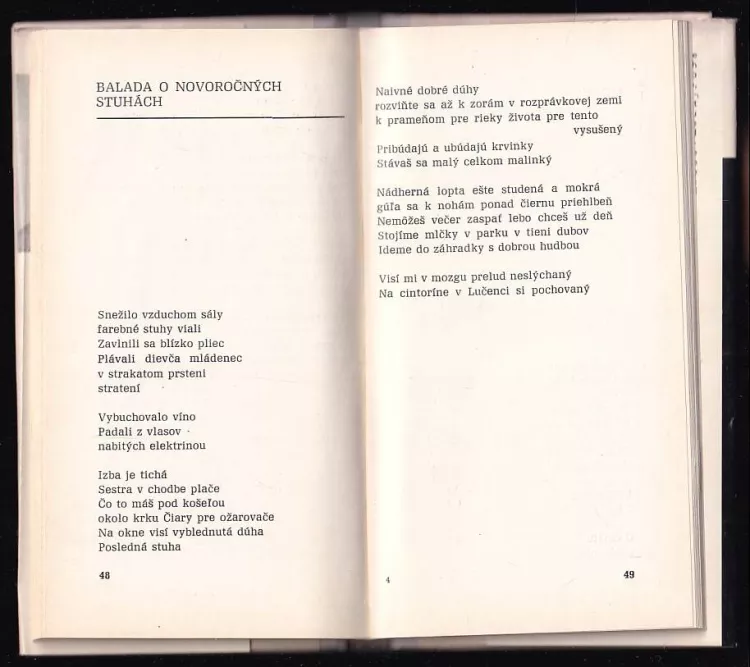 BALADA O NOVOROČNÝCH
STUHÁCH
Snežilo vzduchom sály
farebné stuhy viali
Zavlnili sa blízko pliec
Plávali dievča mládenec
v strakatom prsteni
stratení
Vybuchovalo víno
Padali z vlasov
nabitých elektrinou
Izba je tichá
Sestra v chodbe plače
Čo to máš pod košeľou
okolo krku Čiary pre ožarovače
Na okne visí vyblednutá dúha
Posledná stuha
48
Naivné dobré dúhy
rozviňte sa až k zorám v rozprávkovej zemi
k prameňom pre rieky života pre tento
vysušený
Pribúdajú a ubúdajú krvinky
Stávaš sa malý celkom malinký
Nádherná lopta ešte studená a mokrá
gúľa sa k nohám ponad čiernu priehlbeň
Nemôžeš večer zaspať lebo chceš už deň
Stojíme mlčky v parku v tieni dubov
Ideme do záhradky s dobrou hudbou
Visí mi v mozgu prelud neslýchaný
Na cintoríne v Lučenci si pochovaný
4
49